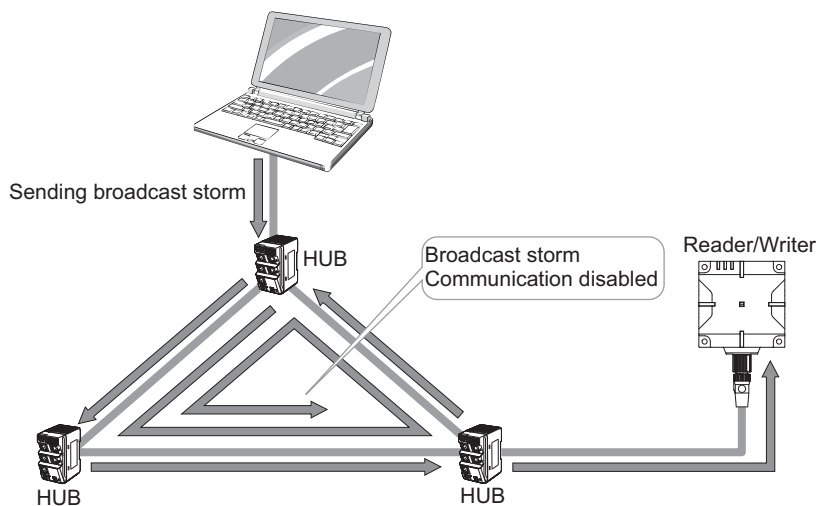 Sending broadcast storm
HUB
Broadcast storm
Communication disabled
Reader/Writer
HUB
HUB